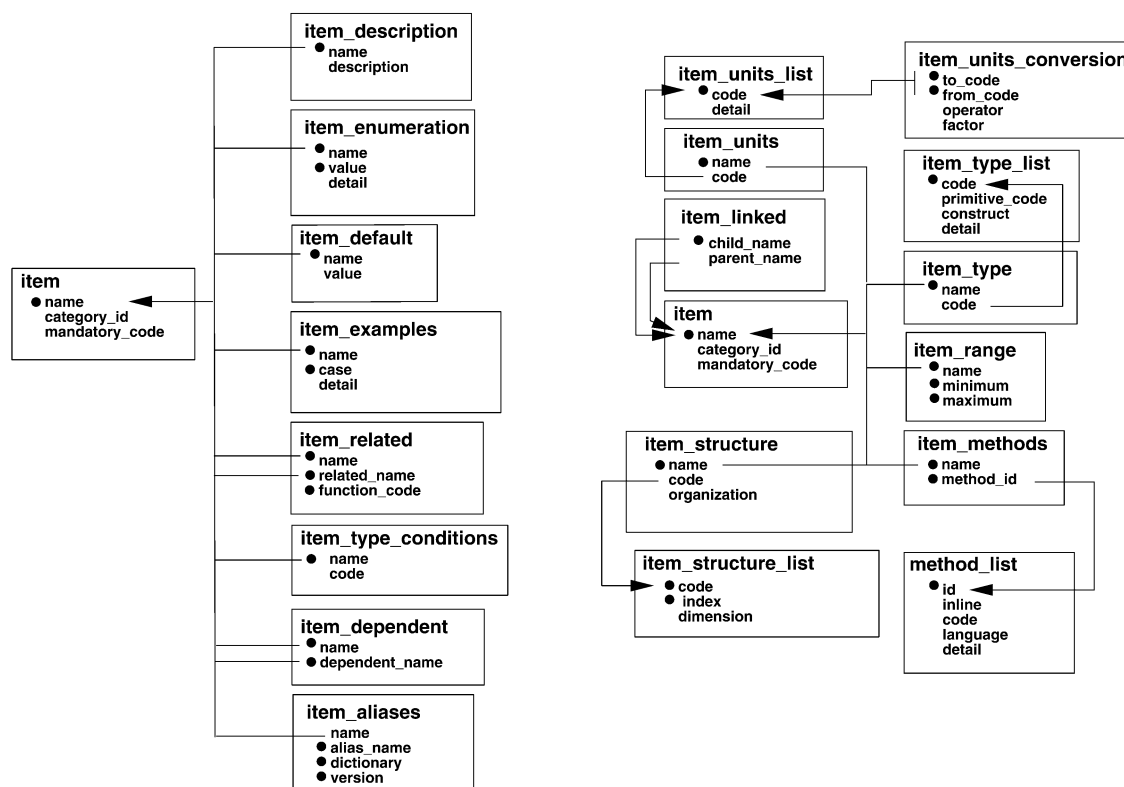 item_description
name
description
item_enumeration
name
value
detail
item_default
name
value
item
name
category_id
mandatory_code
item_examples
name
case
detail
item_related
name
related_name
function_code
item_type_conditions
name
code
item_dependent
name
dependent_name
item_aliases
name
alias_name
dictionary
version
item_units_list
code
detail
item_units
name
code
item_linked
child_name
parent_name
item
name
category_id
mandatory_code
item_structure
name
code
organization
item_structure_list
code
index
dimension
item_units_conversion
to_code
from_code
operator
factor
item_type_list
code
primitive_code
construct
detail
item_type
name
code
item_range
name
minimum
maximum
item_methods
name
method_id
method_list
id
inline
code
language
detail